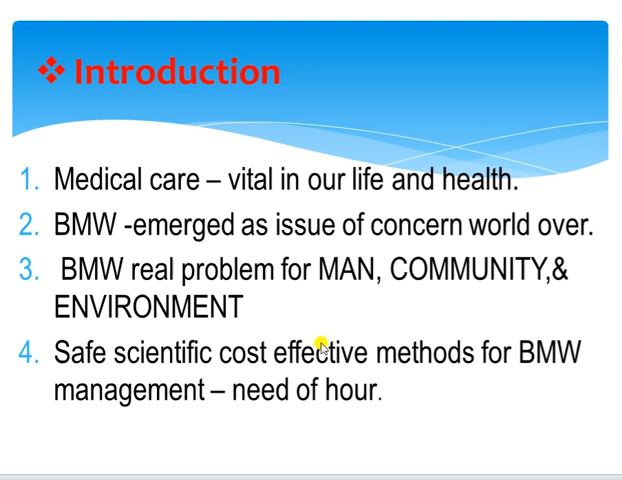 ❖ Introduction
1. Medical care – vital in our life and health.
2. BMW -emerged as issue of concern world over.
3. BMW real problem for MAN, COMMUNITY,&
ENVIRONMENT
4. Safe scientific cost effective methods for BMW
management – need of hour.